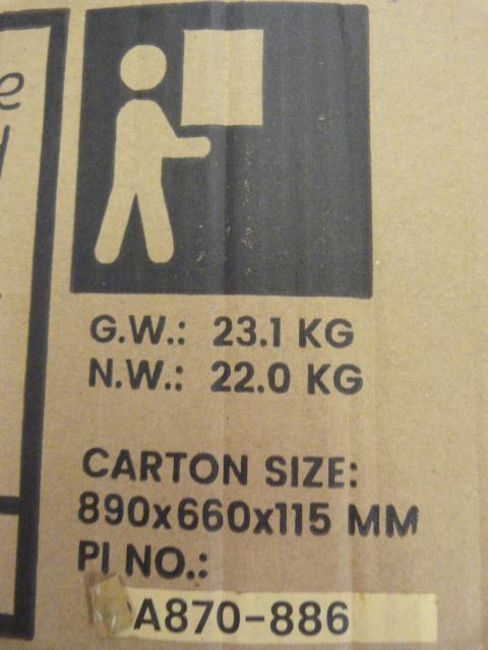 G.W.: 23.1 KG
N.W.: 22.0 KG
CARTON SIZE:
890x660x115 MM
PI NO.:
A870-886